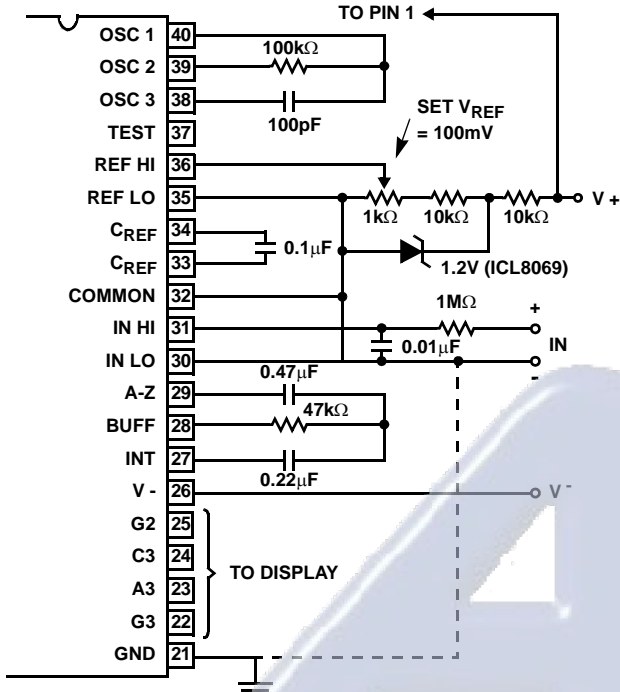 TO PIN 1
OSC 1 40
100kΩ
OSC 2 39
OSC 3 38
100pF
SET VREF
= 100mV
TEST 37
REF HI 36
REF LO 35
1kΩ 10kΩ 10kΩ
V +
CREF 34
0.1μF
CREF 33
1.2V (ICL8069)
COMMON 32
1MΩ
+
IN HI 31
0.01μF
IN
IN LO 30
-
0.47μF
A-Z 29
47kΩ
BUFF 28
INT 27
0.22μF
V - 26
V -
G2 25
C3 24
TO DISPLAY
A3 23
G3 22
GND 21